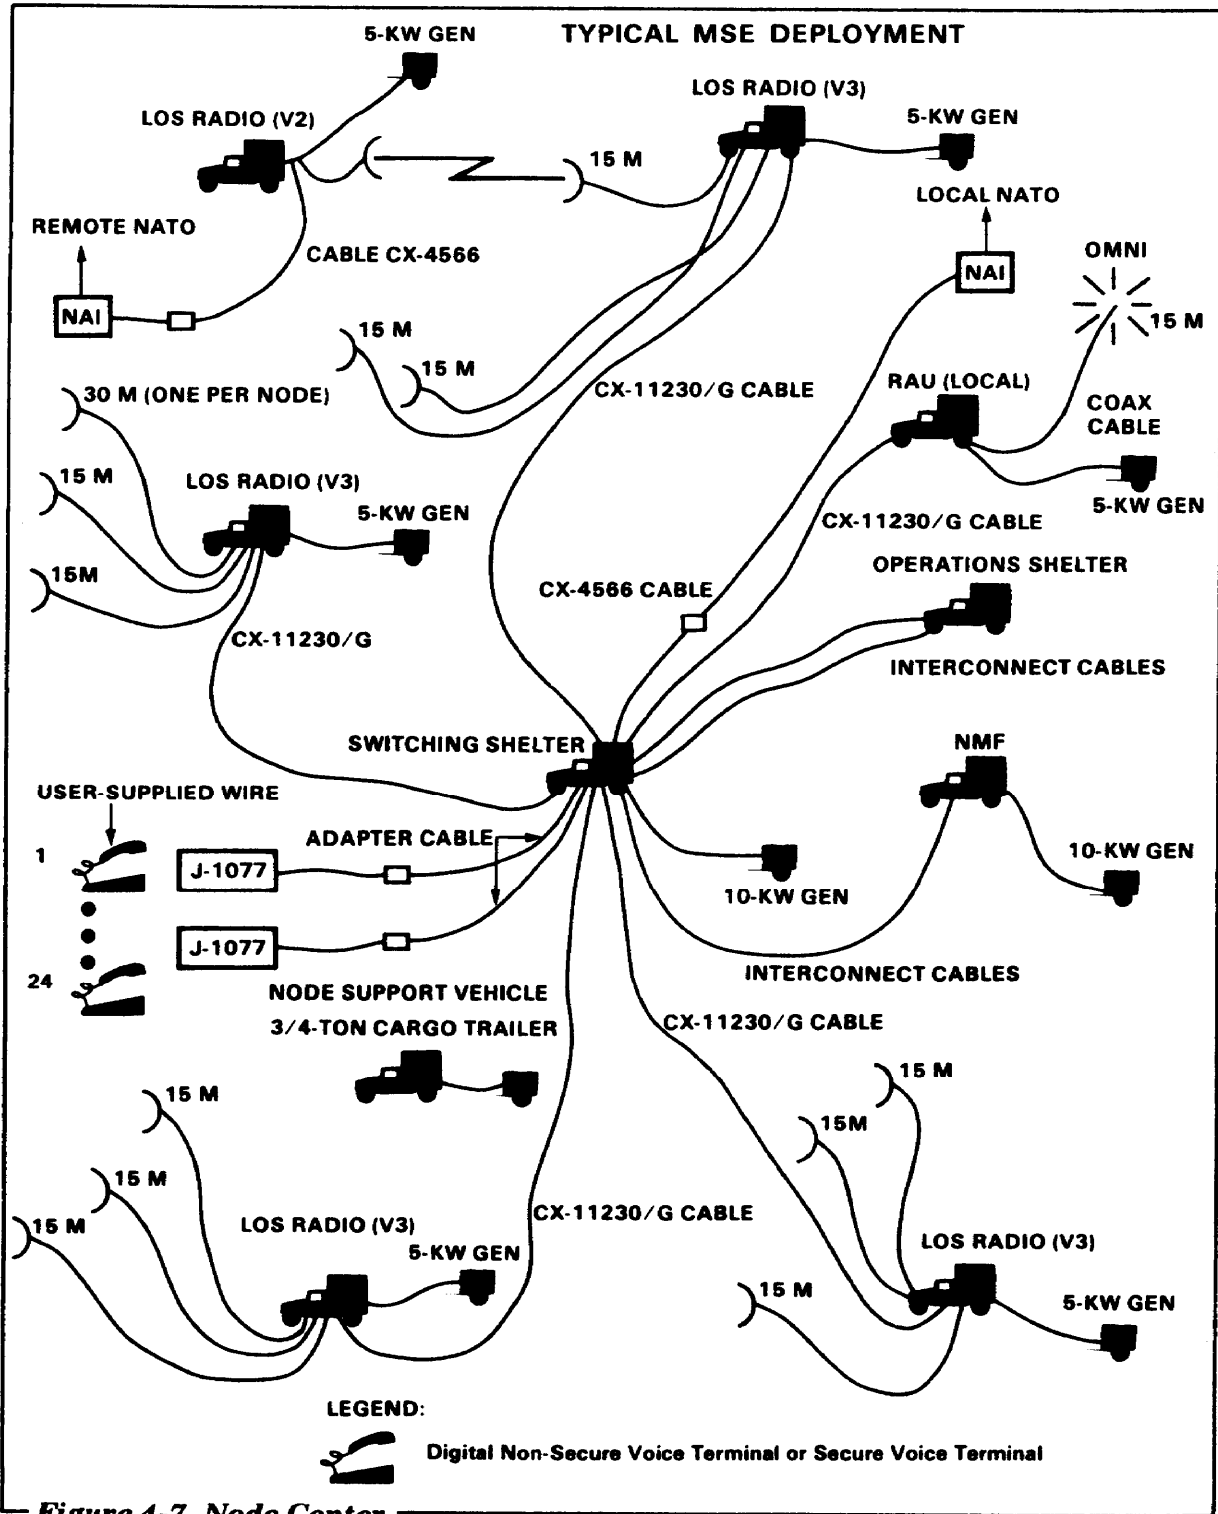 TYPICAL MSE DEPLOYMENT
5-KW GEN
LOS RADIO (V2)
LOS RADIO (V3)
5-KW GEN
15 M
LOCAL NATO
REMOTE NATO
CABLE CX-4566
NAI
OMNI
NAI
15 M
15 M
15 M
CX-11230/G CABLE
RAU (LOCAL)
COAX
CABLE
30 M (ONE PER NODE)
15 M
LOS RADIO (V3)
5-KW GEN
5-KW GEN
CX-11230/G CABLE
15M
CX-4566 CABLE
OPERATIONS SHELTER
CX-11230/G
INTERCONNECT CABLES
SWITCHING SHELTER
NMF
USER-SUPPLIED WIRE
ADAPTER CABLE
1
J-1077
10-KW GEN
10-KW GEN
J-1077
24
INTERCONNECT CABLES
NODE SUPPORT VEHICLE
3/4-TON CARGO TRAILER
CX-11230/G CABLE
15 M
15 M
15M
15 M
15 M
LOS RADIO (V3)
5-KW GEN
CX-11230/G CABLE
LOS RADIO (V3)
15 M
5-KW GEN
LEGEND:
Digital Non-Secure Voice Terminal or Secure Voice Terminal
Figure 4-7. Node Center